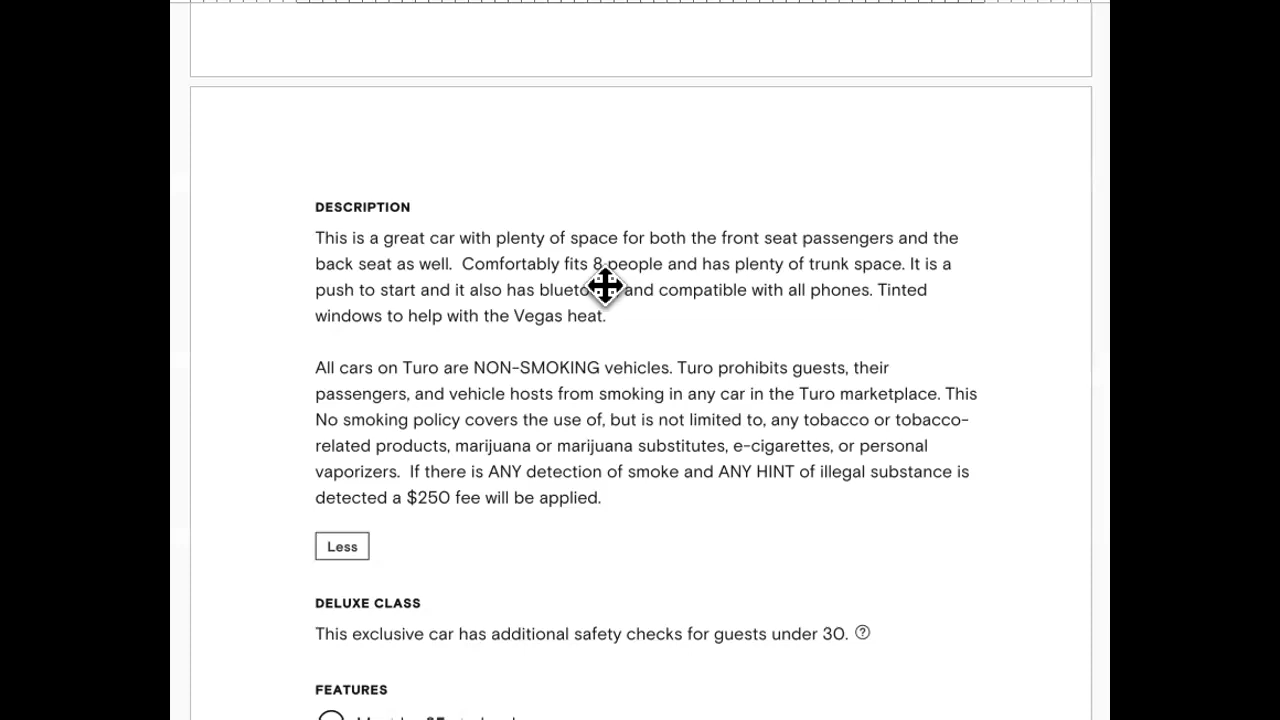 DESCRIPTION
This is a great car with plenty of space for both the front seat passengers and the
back seat as well.  Comfortably fits 8 people and has plenty of trunk space. It is a
push to start and it also has and compatible with all phones. Tinted
windows to help with the Vegas heat.
All cars on Turo are NON-SMOKING vehicles. Turo prohibits guests, their
passengers, and vehicle hosts from smoking in any car in the Turo marketplace. This
No smoking policy covers the use of, but is not limited to, any tobacco or tobacco-
related products, marijuana or marijuana substitutes, e-cigarettes, or personal
vaporizers.  If there is ANY detection of smoke and ANY HINT of illegal substance is
detected a $250 fee will be applied.
Less
DELUXE CLASS
This exclusive car has additional safety checks for guests under 30. ?
FEATURES